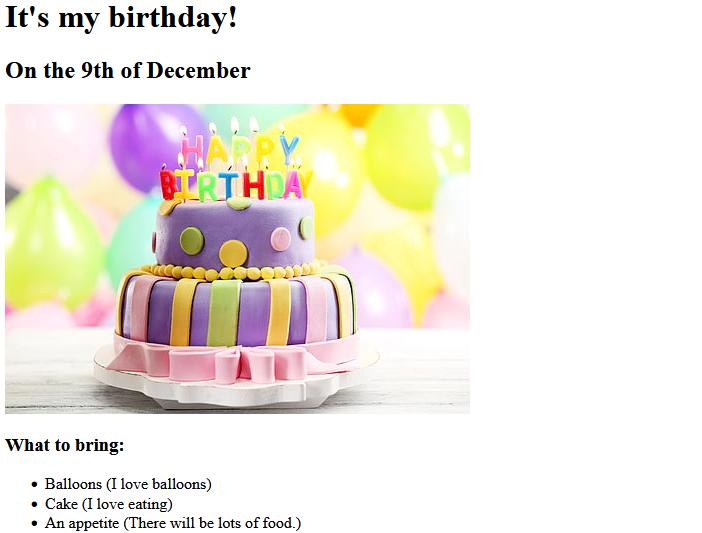 It's my birthday!
On the 9th of December
HAPPY
BIRTHDAY
What to bring:
Balloons (I love balloons)
Cake (I love eating)
An appetite (There will be lots of food.)